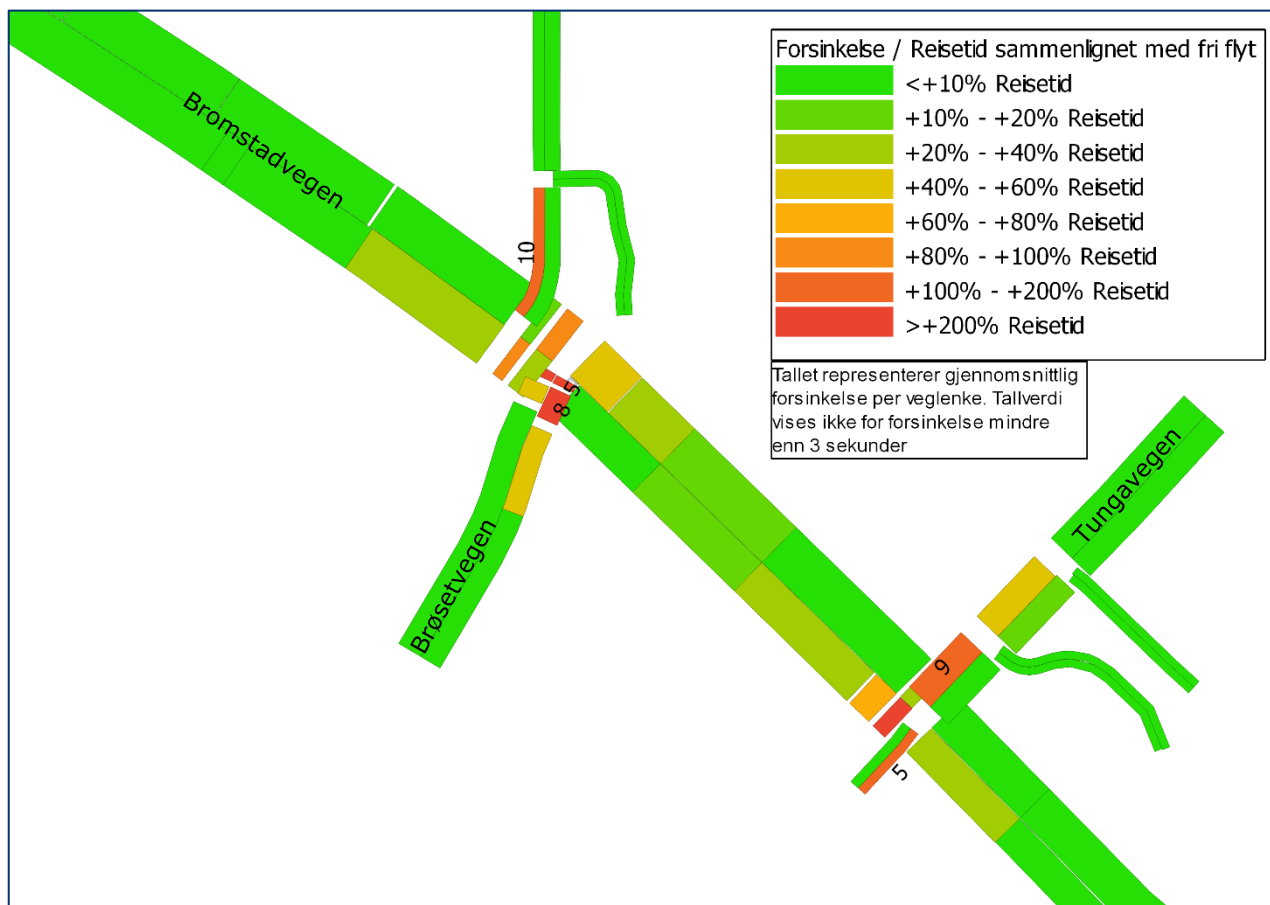 Forsinkelse / Reisetid sammenlignet med fri flyt
<+10% Reisetid
+10% - +20% Reisetid
+20% - +40% Reisetid
+40% - +60% Reisetid
+60% - +80% Reisetid
+80% - +100% Reisetid
+100% - +200% Reisetid
>+200% Reisetid
Tallet representerer gjennomsnittlig
forsinkelse per veglenke. Tallverdi
vises ikke for forsinkelse mindre
enn 3 sekunder
Bromstadvegen
10
5
8
Brøsetvegen
Tungavegen
9
5